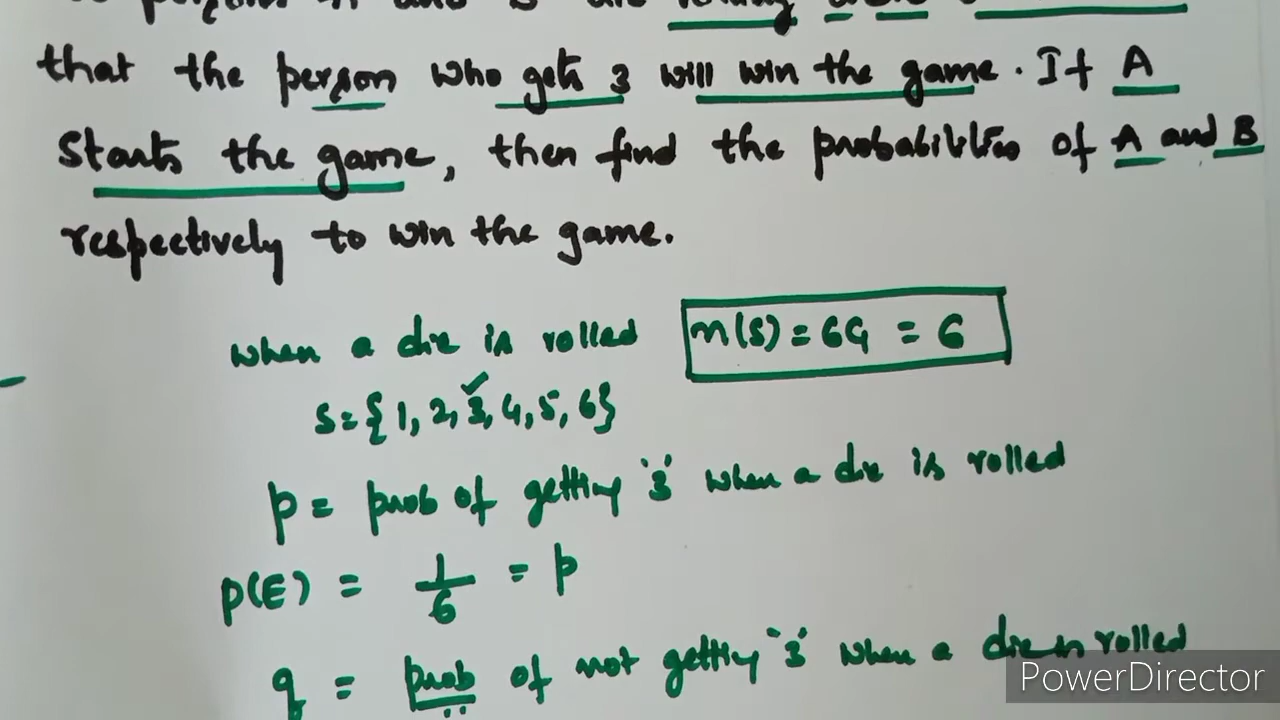 that the person who gets 3 will win the game. If A
Starts the game, then find the probabilities of A and B
respectively to win the game.
when a die is rolled n(S) = 6C₁ = 6
S = {1, 2, 3, 4, 5, 6}
p = prob of getting '3' when a die is rolled
P(E) = 1/6 = p
q = prob of not getting '3' when a die is rolled
PowerDirector